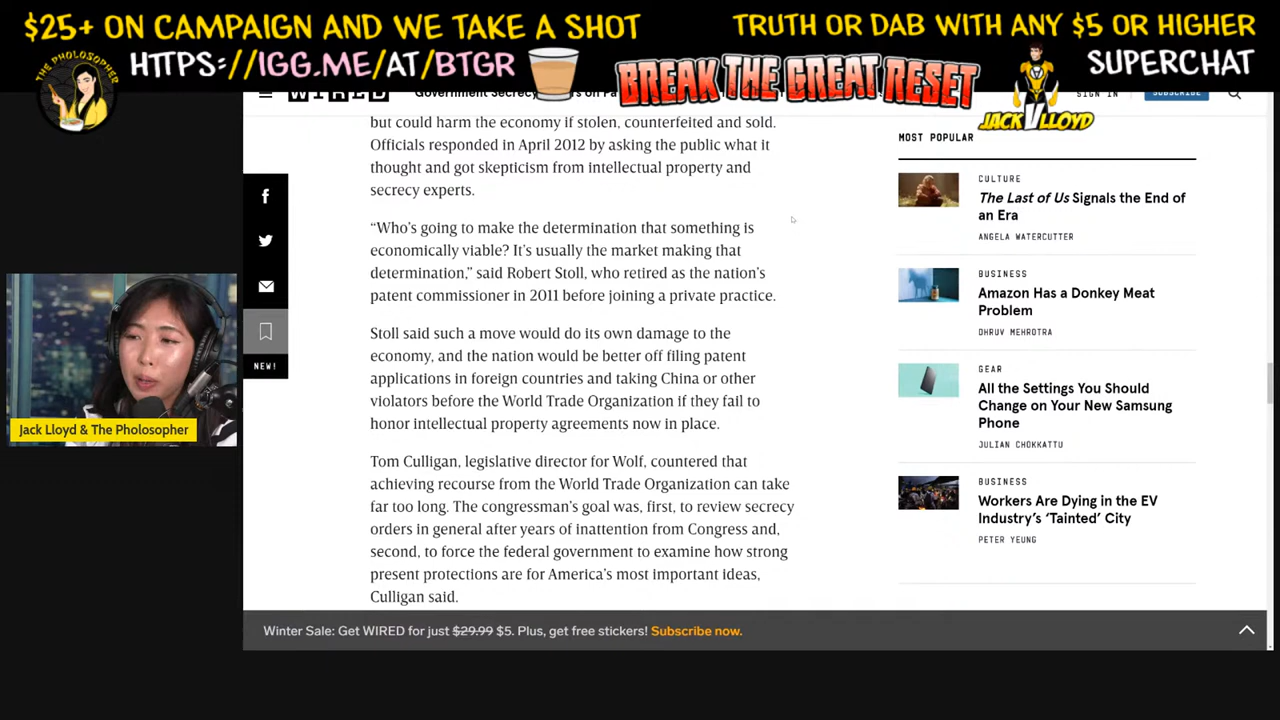 $25+ ON CAMPAIGN AND WE TAKE A SHOT
HTTPS://IGG.ME/AT/BTGR
THE PHOLOSOPHER
BREAK THE GREAT RESET
TRUTH OR DAB WITH ANY $5 OR HIGHER
SUPERCHAT
JACK LLOYD
WIRED
Government Secrecy
on Pa
SIGN IN
SUBSCRIBE
but could harm the economy if stolen, counterfeited and sold.
Officials responded in April 2012 by asking the public what it
thought and got skepticism from intellectual property and
secrecy experts.
“Who’s going to make the determination that something is
economically viable? It’s usually the market making that
determination,” said Robert Stoll, who retired as the nation’s
patent commissioner in 2011 before joining a private practice.
Stoll said such a move would do its own damage to the
economy, and the nation would be better off filing patent
applications in foreign countries and taking China or other
violators before the World Trade Organization if they fail to
honor intellectual property agreements now in place.
Tom Culligan, legislative director for Wolf, countered that
achieving recourse from the World Trade Organization can take
far too long. The congressman’s goal was, first, to review secrecy
orders in general after years of inattention from Congress and,
second, to force the federal government to examine how strong
present protections are for America’s most important ideas,
Culligan said.
NEW!
Jack Lloyd & The Pholosopher
MOST POPULAR
CULTURE
The Last of Us Signals the End of
an Era
ANGELA WATERCUTTER
BUSINESS
Amazon Has a Donkey Meat
Problem
DHRUV MEHROTRA
GEAR
All the Settings You Should
Change on Your New Samsung
Phone
JULIAN CHOKKATTU
BUSINESS
Workers Are Dying in the EV
Industry’s ‘Tainted’ City
PETER YEUNG
Winter Sale: Get WIRED for just $29.99 $5. Plus, get free stickers! Subscribe now.